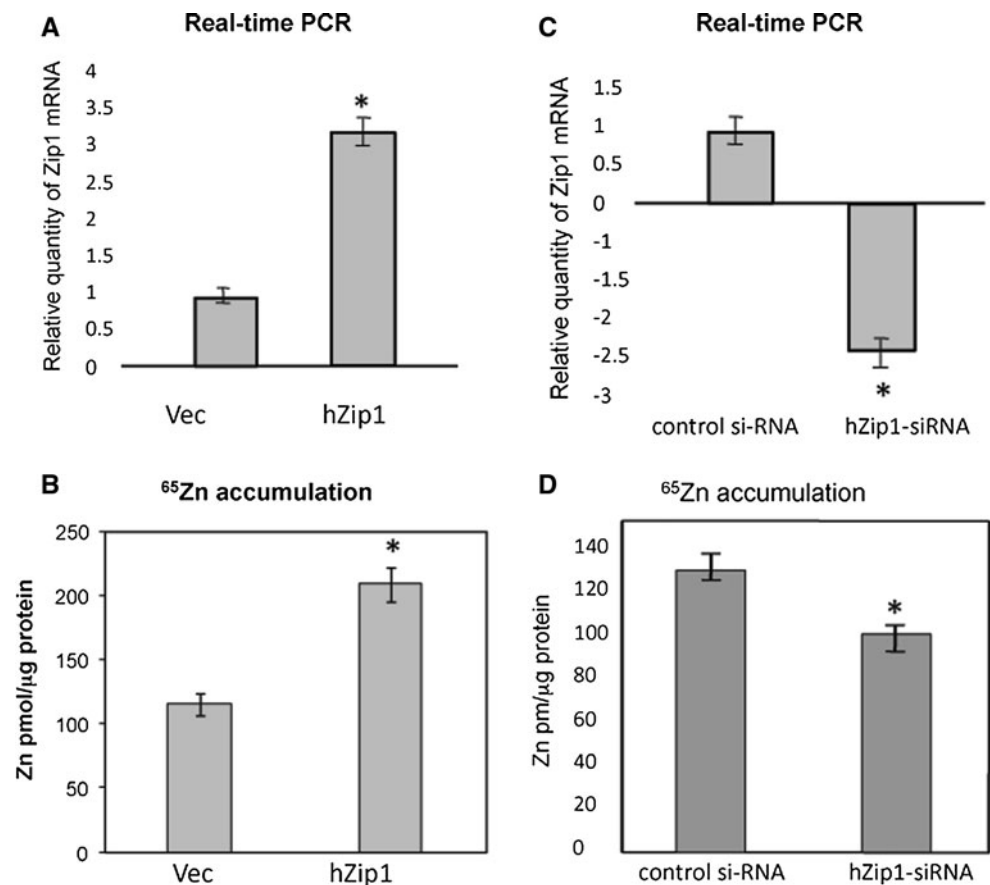 A
Real-time PCR
Relative quantity of Zip1 mRNA
4
3.5
3
2.5
2
1.5
1
0.5
0
*
Vec
hZip1
C
Real-time PCR
Relative quantity of Zip1 mRNA
1.5
1
0.5
0
-1
-1.5
-2
-2.5
-3
*
control si-RNA
hZip1-siRNA
B
⁶⁵Zn accumulation
Zn pmol/µg protein
250
200
150
100
50
0
*
Vec
hZip1
D
⁶⁵Zn accumulation
Zn pm/µg protein
140
120
100
80
60
40
20
0
*
control si-RNA
hZip1-siRNA